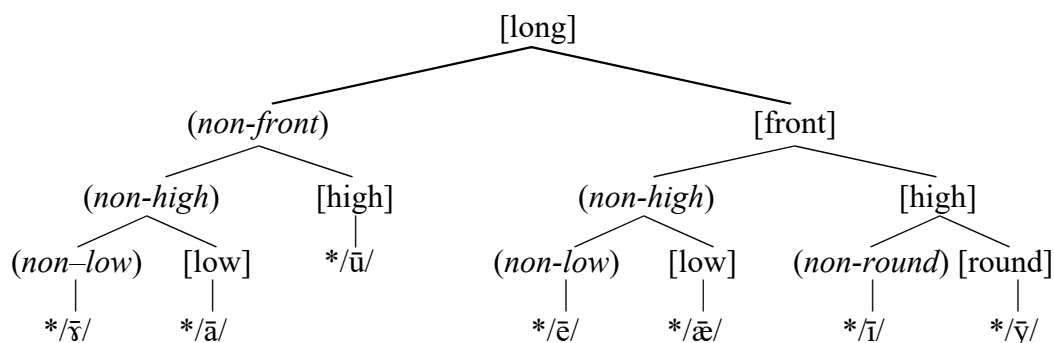 [long]
(non-front) [front]
(non-high) [high] (non-high) [high]
(non–low) [low] */ū/ (non-low) [low] (non-round) [round]
*/ɤ̄/ */ā/ */ē/ */ǣ/ */ī/ */ȳ/